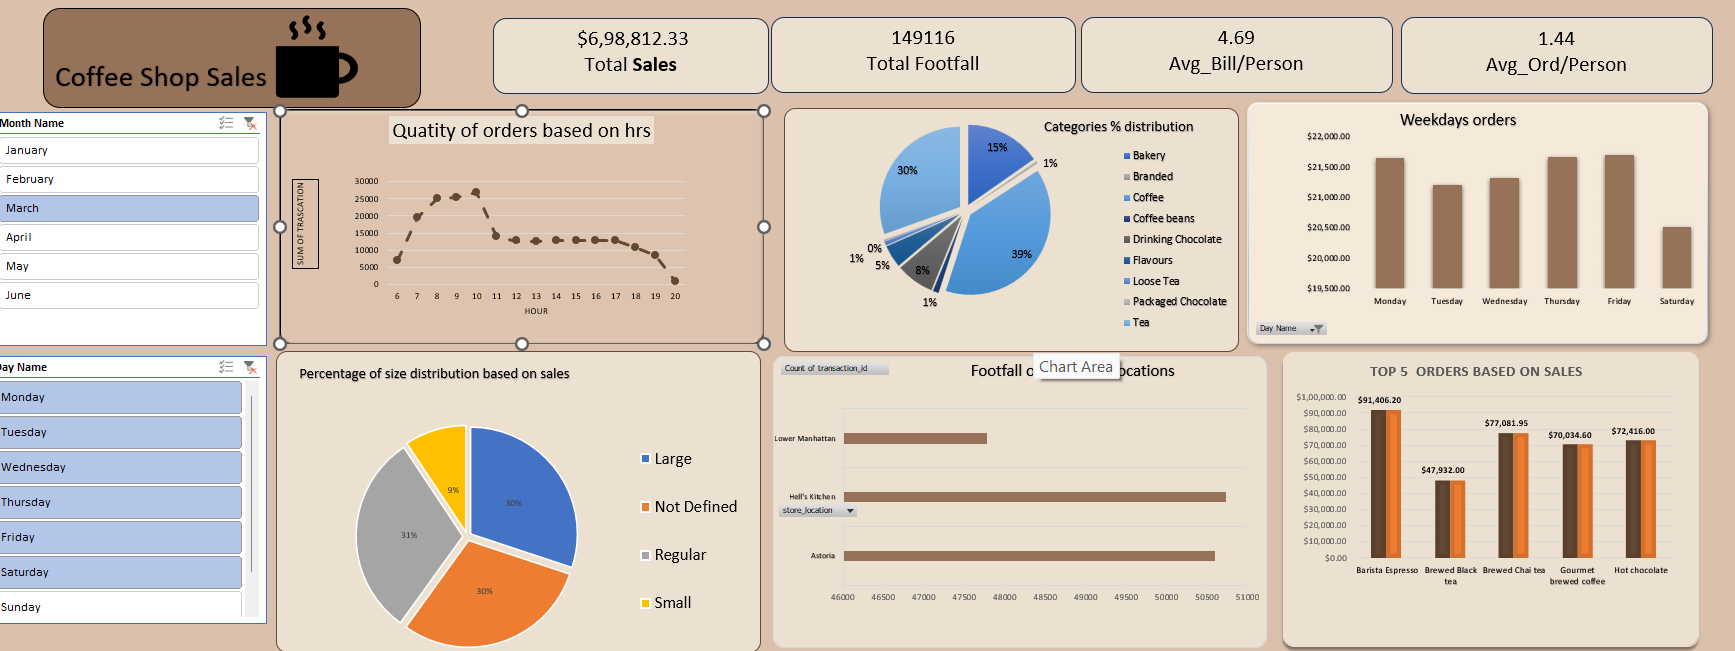 Coffee Shop Sales
$6,98,812.33
Total Sales
149116
Total Footfall
4.69
Avg_Bill/Person
1.44
Avg_Ord/Person
Month Name
January
February
March
April
May
June
Quatity of orders based on hrs
SUM OF TRASCATION
30000
25000
20000
15000
10000
5000
0
6 7 8 9 10 11 12 13 14 15 16 17 18 19 20
HOUR
Categories % distribution
15%
1%
39%
1%
8%
5%
1%
0%
30%
Bakery
Branded
Coffee
Coffee beans
Drinking Chocolate
Flavours
Loose Tea
Packaged Chocolate
Tea
Weekdays orders
$22,000.00
$21,500.00
$21,000.00
$20,500.00
$20,000.00
$19,500.00
Monday Tuesday Wednesday Thursday Friday Saturday
Day Name
Day Name
Monday
Tuesday
Wednesday
Thursday
Friday
Saturday
Sunday
Percentage of size distribution based on sales
30%
30%
31%
9%
Large
Not Defined
Regular
Small
Count of transaction_id
Footfall o
Chart Area
ocations
Lower Manhattan
Hell's Kitchen
store_location
Astoria
46000 46500 47000 47500 48000 48500 49000 49500 50000 50500 51000
TOP 5 ORDERS BASED ON SALES
$1,00,000.00
$90,000.00
$80,000.00
$70,000.00
$60,000.00
$50,000.00
$40,000.00
$30,000.00
$20,000.00
$10,000.00
$0.00
$91,406.20
$47,932.00
$77,081.95
$70,034.60
$72,416.00
Barista Espresso
Brewed Black
tea
Brewed Chai tea
Gourmet
brewed coffee
Hot chocolate